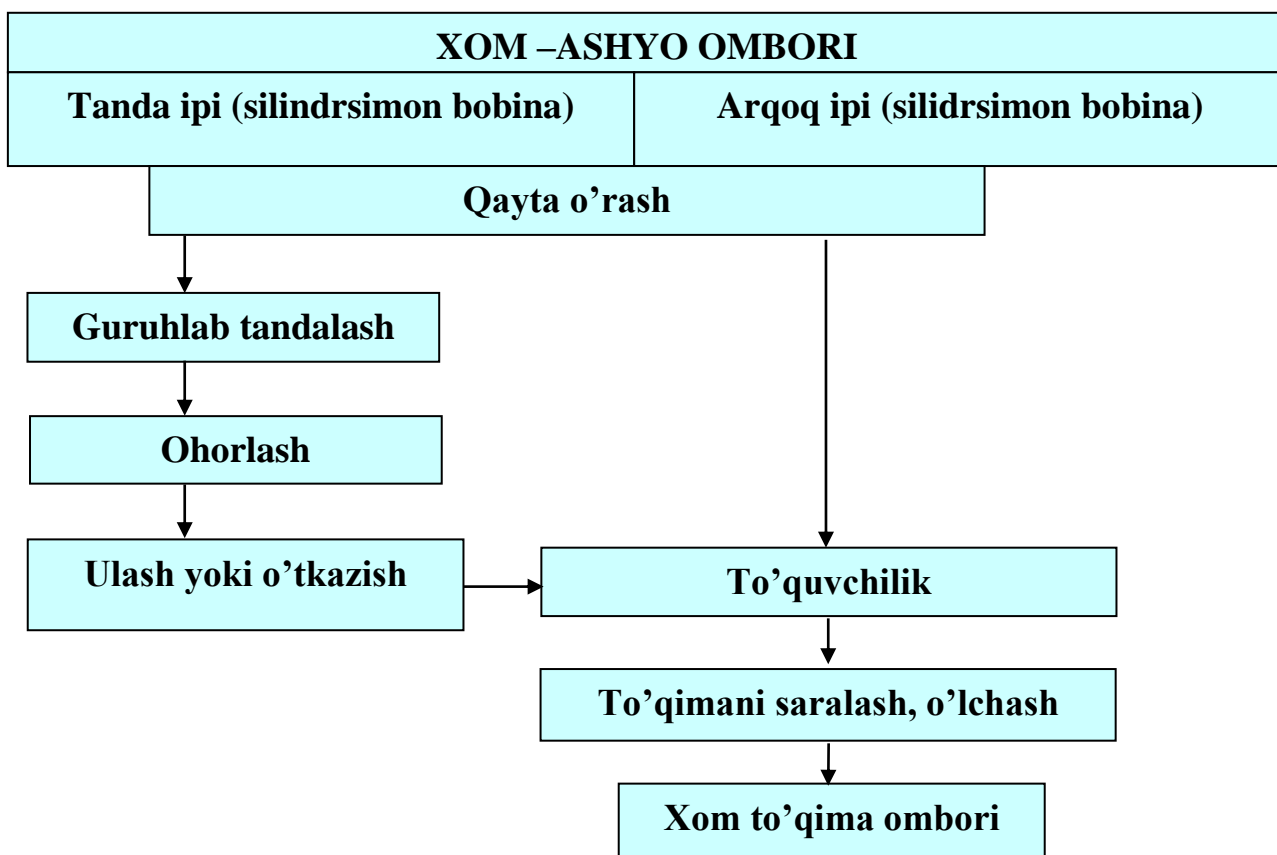 XOM –ASHYO OMBORI
Tanda ipi (silindrsimon bobina)
Arqoq ipi (silidrsimon bobina)
Qayta o’rash
Guruhlab tandalash
Ohorlash
Ulash yoki o’tkazish
To’quvchilik
To’qimani saralash, o’lchash
Xom to’qima ombori